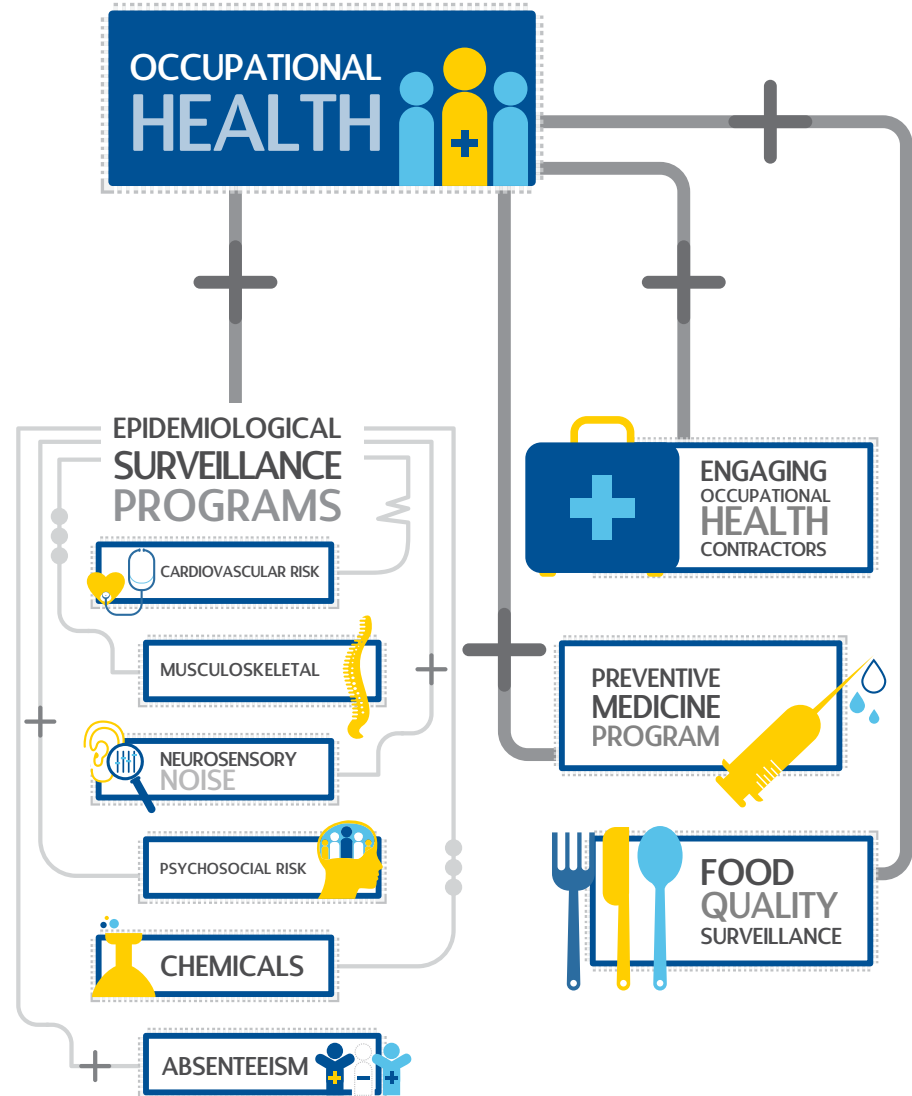 OCCUPATIONAL
HEALTH
EPIDEMIOLOGICAL
SURVEILLANCE
PROGRAMS
CARDIOVASCULAR RISK
MUSCULOSKELETAL
NEUROSENSORY
NOISE
PSYCHOSOCIAL RISK
CHEMICALS
ABSENTEEISM
ENGAGING
OCCUPATIONAL
HEALTH
CONTRACTORS
PREVENTIVE
MEDICINE
PROGRAM
FOOD
QUALITY
SURVEILLANCE